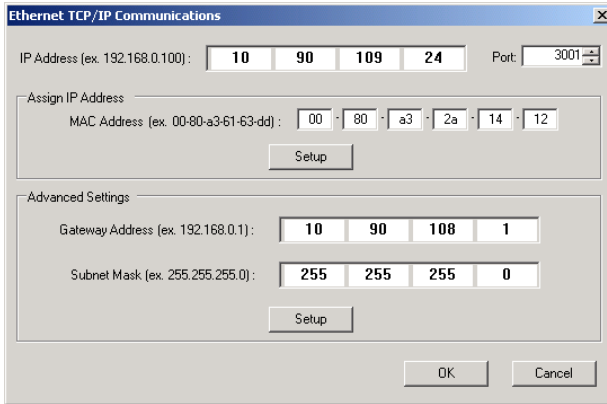 Ethernet TCP/IP Communications
IP Address (ex. 192.168.0.100) : 10 90 109 24 Port: 3001
Assign IP Address
MAC Address (ex. 00-80-a3-61-63-dd) : 00 - 80 - a3 - 2a - 14 - 12
Setup
Advanced Settings
Gateway Address (ex. 192.168.0.1) : 10 90 108 1
Subnet Mask (ex. 255.255.255.0) : 255 255 255 0
Setup
OK Cancel